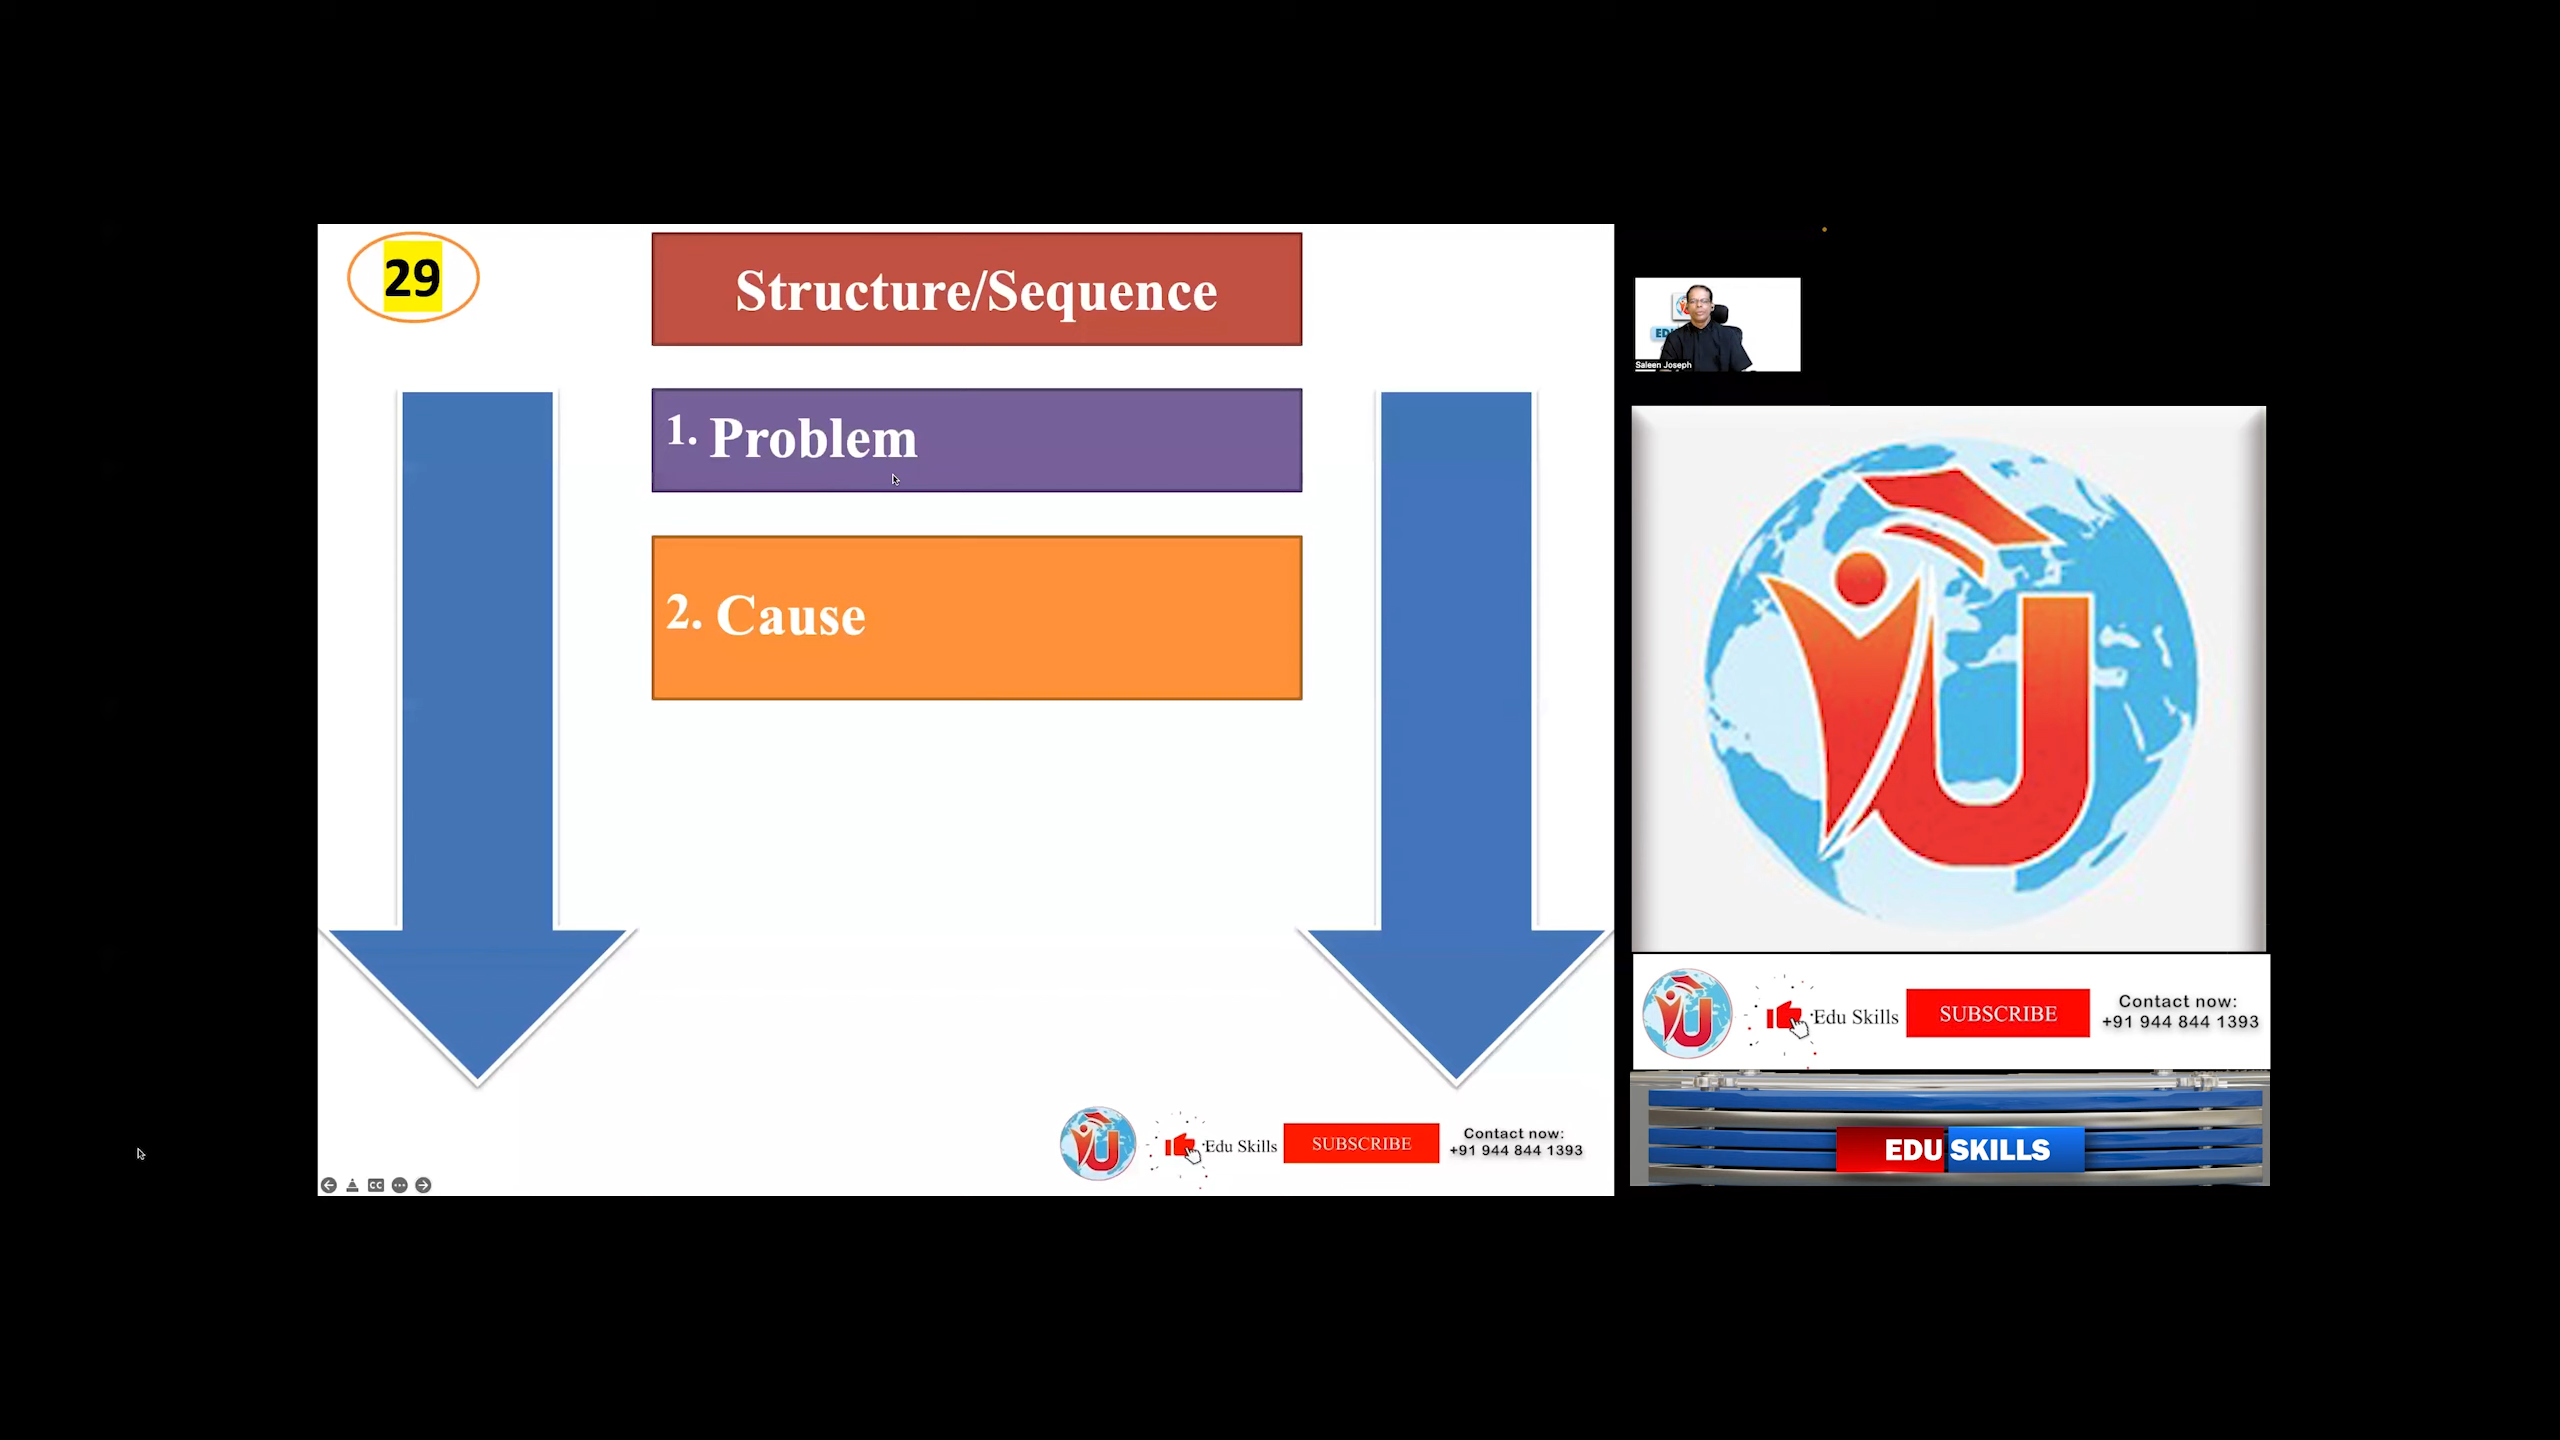 29
Structure/Sequence
1. Problem
2. Cause
Edu Skills
SUBSCRIBE
Contact now:
+91 944 844 1393
CC
Saleen Joseph
Edu Skills
SUBSCRIBE
Contact now:
+91 944 844 1393
EDU SKILLS